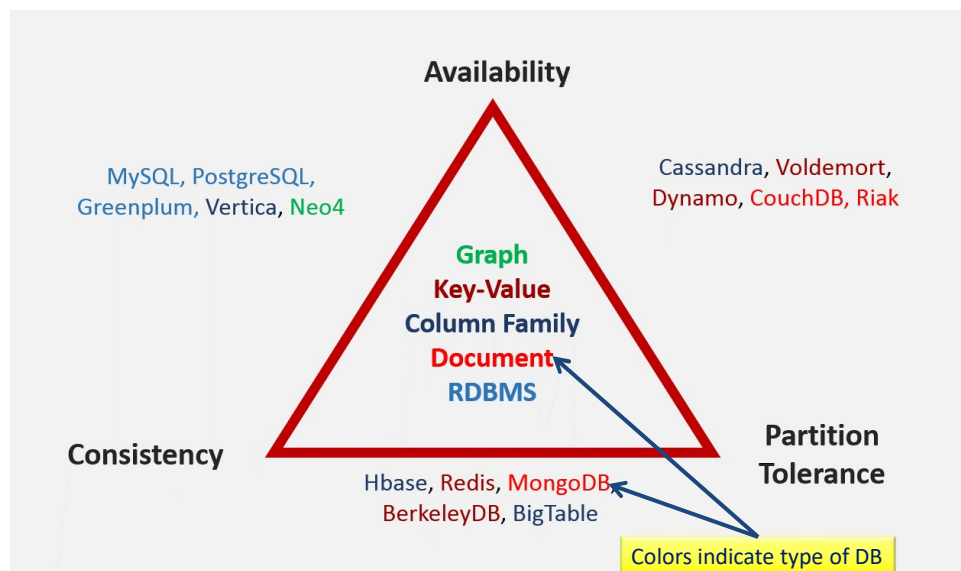 Availability
MySQL, PostgreSQL,
Greenplum, Vertica, Neo4
Cassandra, Voldemort,
Dynamo, CouchDB, Riak
Graph
Key-Value
Column Family
Document
RDBMS
Consistency
Partition
Tolerance
Hbase, Redis, MongoDB,
BerkeleyDB, BigTable
Colors indicate type of DB